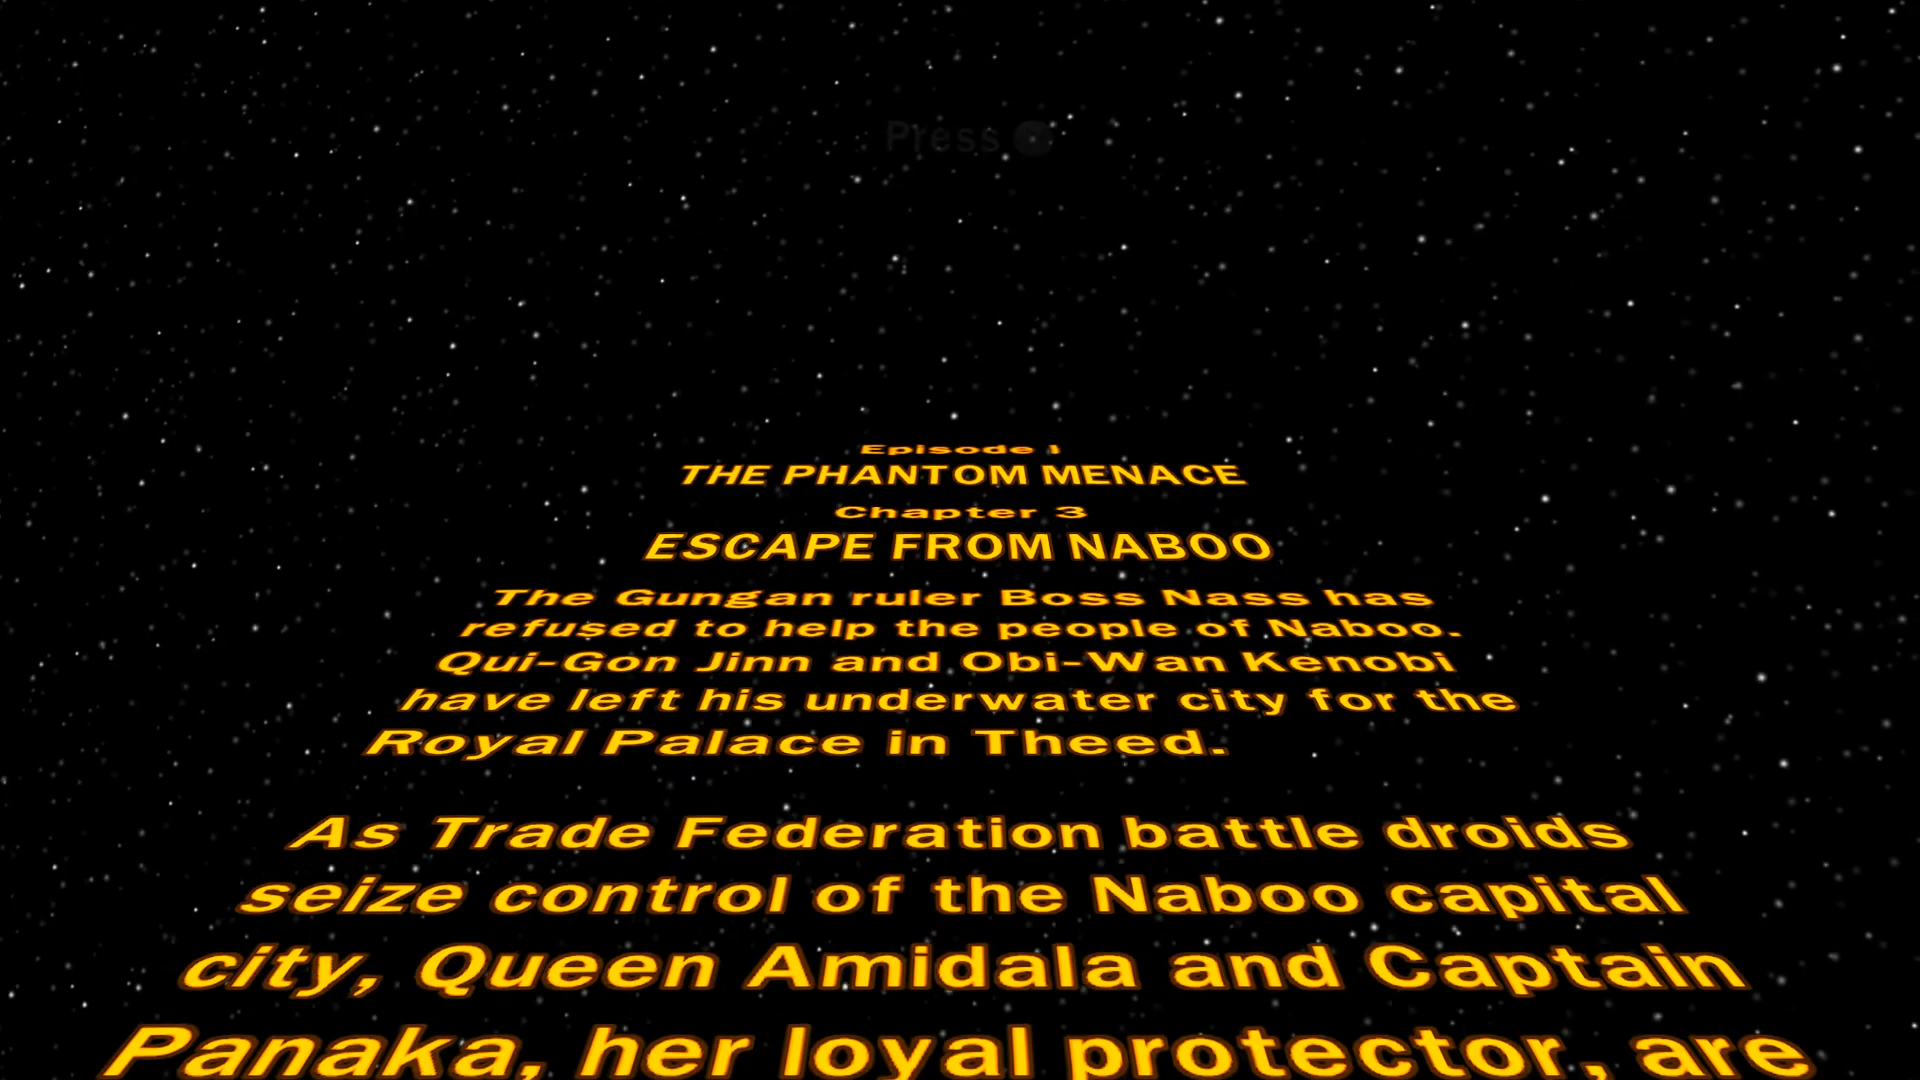 Press
Episode I
THE PHANTOM MENACE
Chapter 3
ESCAPE FROM NABOO
The Gungan ruler Boss Nass has
refused to help the people of Naboo.
Qui-Gon Jinn and Obi-Wan Kenobi
have left his underwater city for the
Royal Palace in Theed.
As Trade Federation battle droids
seize control of the Naboo capital
city, Queen Amidala and Captain
Panaka, her loyal protector, are